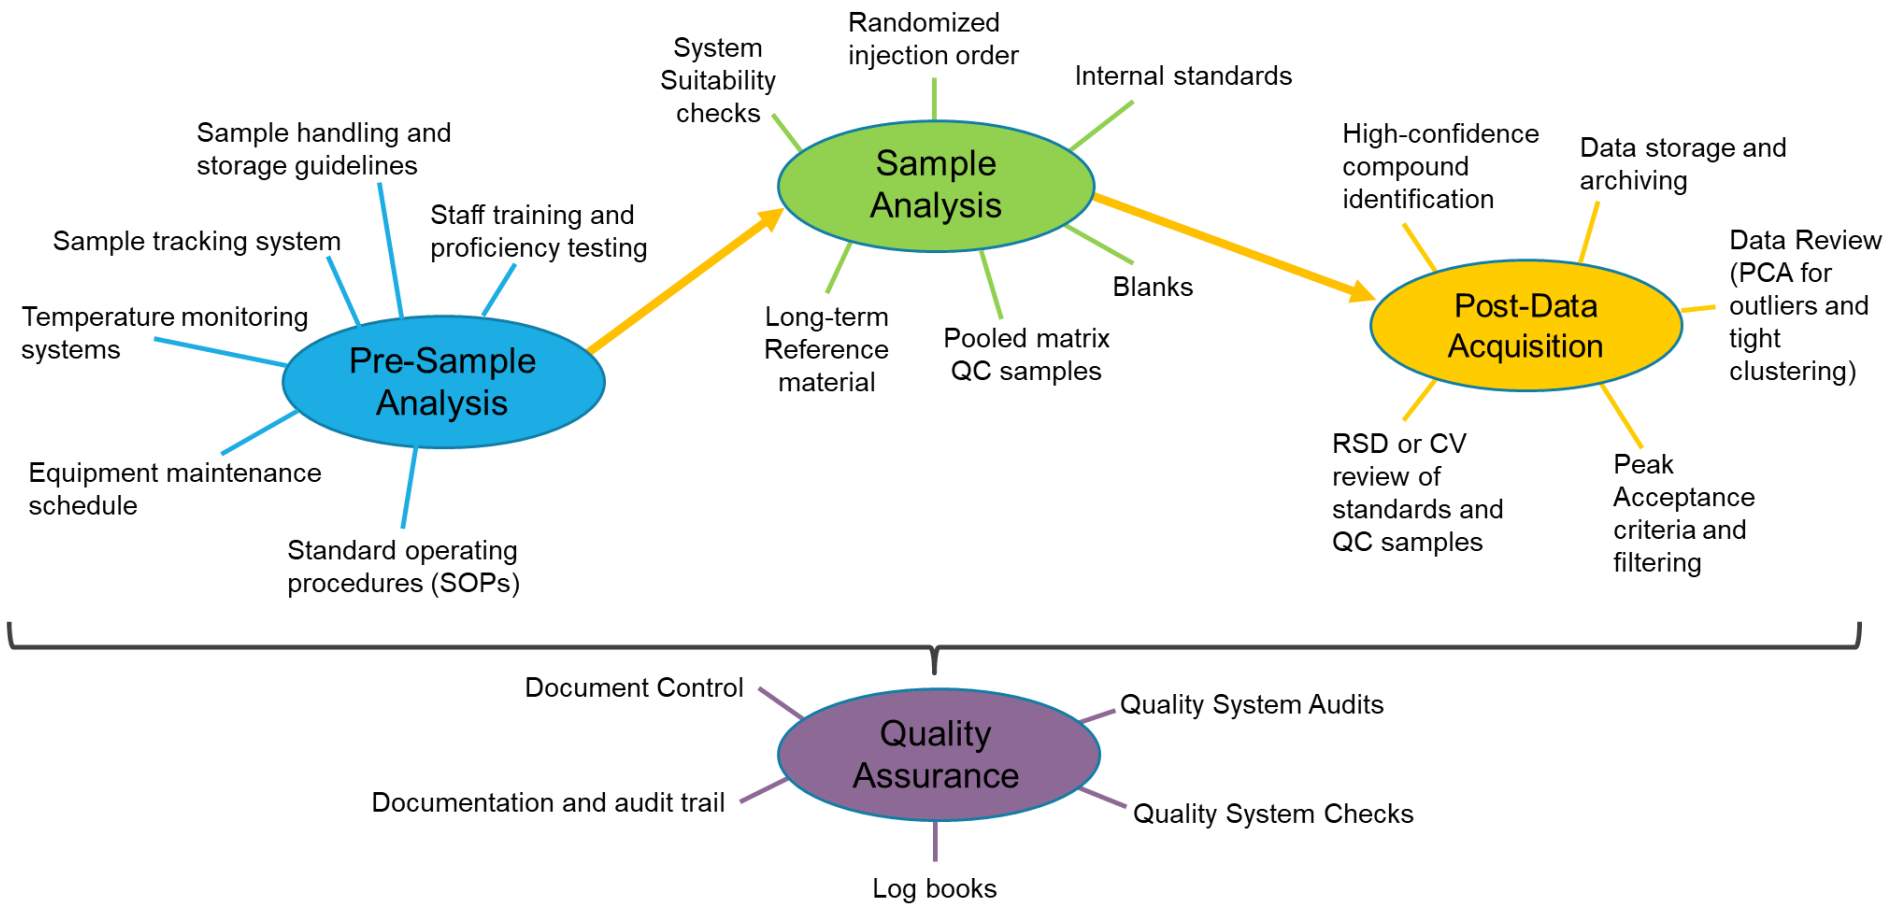 Sample handling and
storage guidelines
Staff training and
proficiency testing
Sample tracking system
Temperature monitoring
systems
Pre-Sample
Analysis
Equipment maintenance
schedule
Standard operating
procedures (SOPs)
System
Suitability
checks
Randomized
injection order
Internal standards
Sample
Analysis
Long-term
Reference
material
Pooled matrix
QC samples
Blanks
High-confidence
compound
identification
Data storage and
archiving
Data Review
(PCA for
outliers and
tight
clustering)
Post-Data
Acquisition
RSD or CV
review of
standards and
QC samples
Peak
Acceptance
criteria and
filtering
Document Control
Quality System Audits
Quality
Assurance
Documentation and audit trail
Quality System Checks
Log books